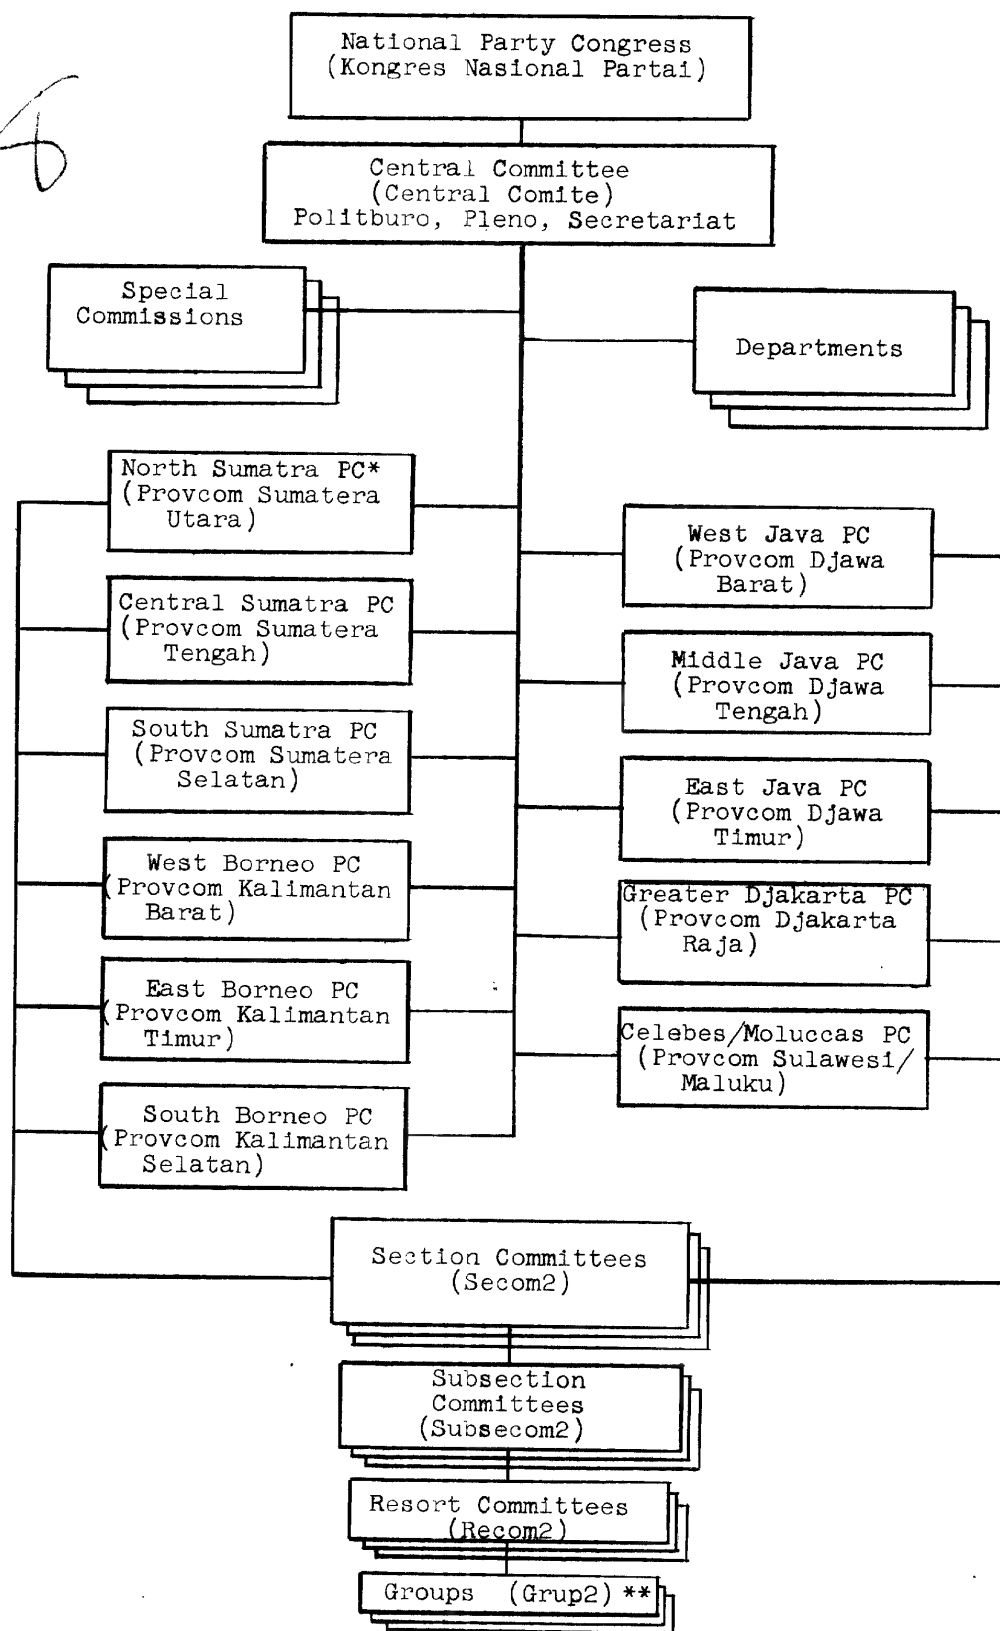 National Party Congress
(Kongres Nasional Partai)
Central Committee
(Central Comite)
Politburo, Pleno, Secretariat
Special
Commissions
Departments
North Sumatra PC*
(Provcom Sumatera
Utara)
Central Sumatra PC
(Provcom Sumatera
Tengah)
South Sumatra PC
(Provcom Sumatera
Selatan)
West Borneo PC
(Provcom Kalimantan
Barat)
East Borneo PC
(Provcom Kalimantan
Timur)
South Borneo PC
(Provcom Kalimantan
Selatan)
West Java PC
(Provcom Djawa
Barat)
Middle Java PC
(Provcom Djawa
Tengah)
East Java PC
(Provcom Djawa
Timur)
Greater Djakarta PC
(Provcom Djakarta
Raja)
Celebes/Moluccas PC
(Provcom Sulawesi/
Maluku)
Section Committees
(Secom2)
Subsection
Committees
(Subsecom2)
Resort Committees
(Recom2)
Groups (Grup2) **